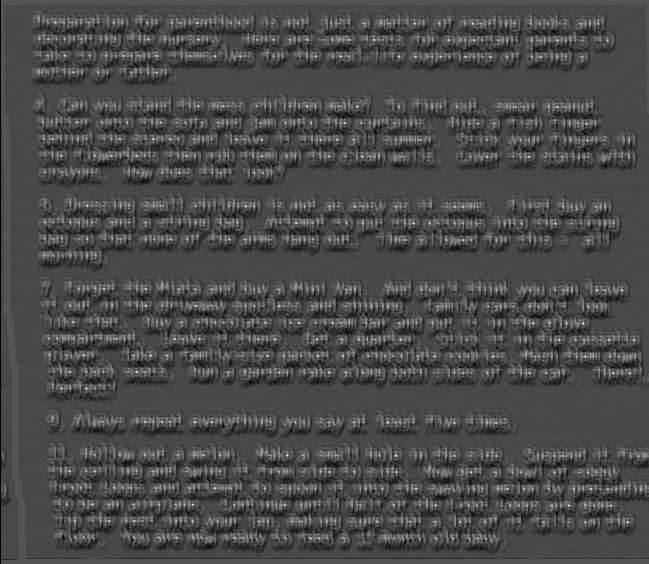 Preparation for parenthood is not just a matter of reading books and
decorating the nursery. Here are some tests for expectant parents to
take to prepare themselves for the real-life experience of being a
mother or father.
4. Can you stand the mess children make? To find out, smear peanut
butter onto the sofa and jam onto the curtains. Hide a fish finger
behind the stereo and leave it there all summer. Stick your fingers in
the flowerbeds then rub them on the clean walls. Cover the stains with
crayons. How does that look?
5. Dressing small children is not as easy as it seems. First buy an
octopus and a string bag. Attempt to put the octopus into the string
bag so that none of the arms hang out. Time allowed for this - all
morning.
7. Forget the Miata and buy a Mini Van. And don't think you can leave
it out in the driveway spotless and shining. Family cars don't look
like that. Buy a chocolate ice cream bar and put it in the glove
compartment. Leave it there. Get a quarter. Stick it in the cassette
player. Take a family-size packet of chocolate cookies. Mash them down
the back seats. Run a garden rake along both sides of the car. There.
Perfect!
9. Always repeat everything you say at least five times.
11. Hollow out a melon. Make a small hole in the side. Suspend it from
the ceiling and swing it from side to side. Now get a bowl of soggy
Froot Loops and attempt to spoon it into the swaying melon by pretending
to be an airplane. Continue until half of the Froot Loops are gone.
Tip the rest into your lap, making sure that a lot of it falls on the
floor. You are now ready to feed a 12 month old baby.